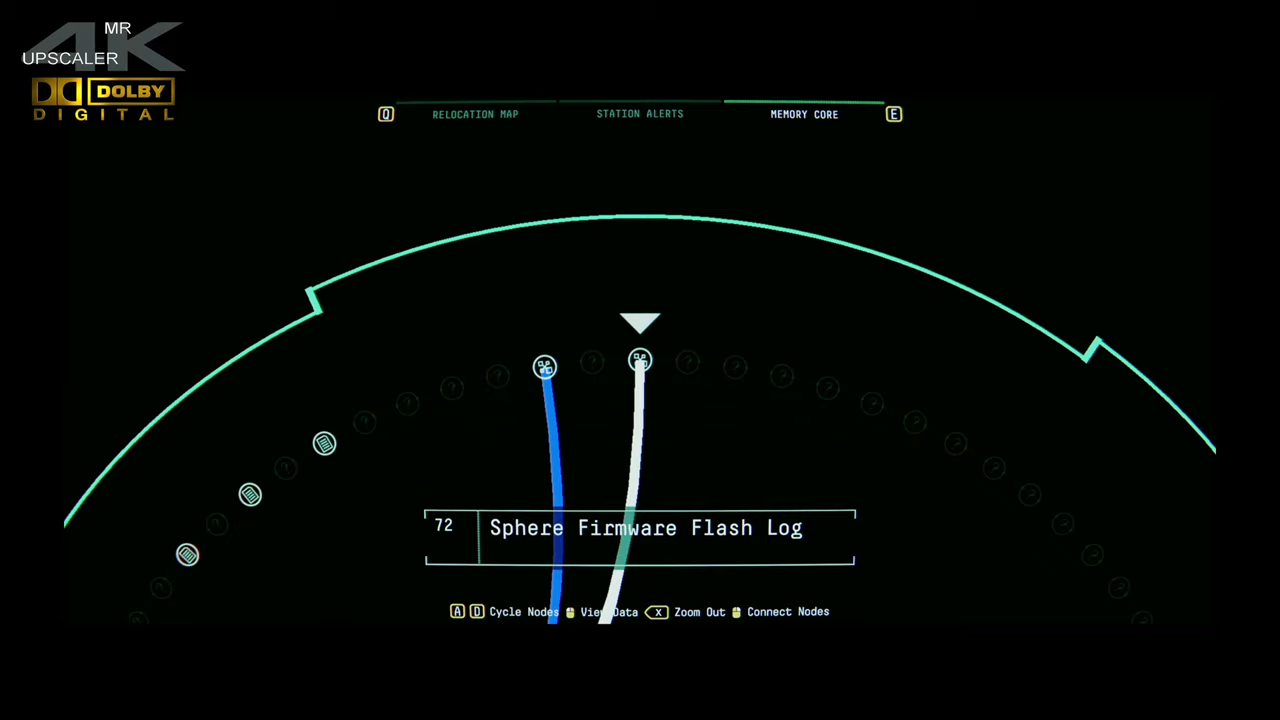 4K
MR
UPSCALER
DOLBY
DIGITAL
Q RELOCATION MAP STATION ALERTS MEMORY CORE E
? ? ? ? ? ? ? ? ? ? ? ? ? ? ? ? ? ? ? ? ?
72 Sphere Firmware Flash Log
A D Cycle Nodes View Data X Zoom Out Connect Nodes